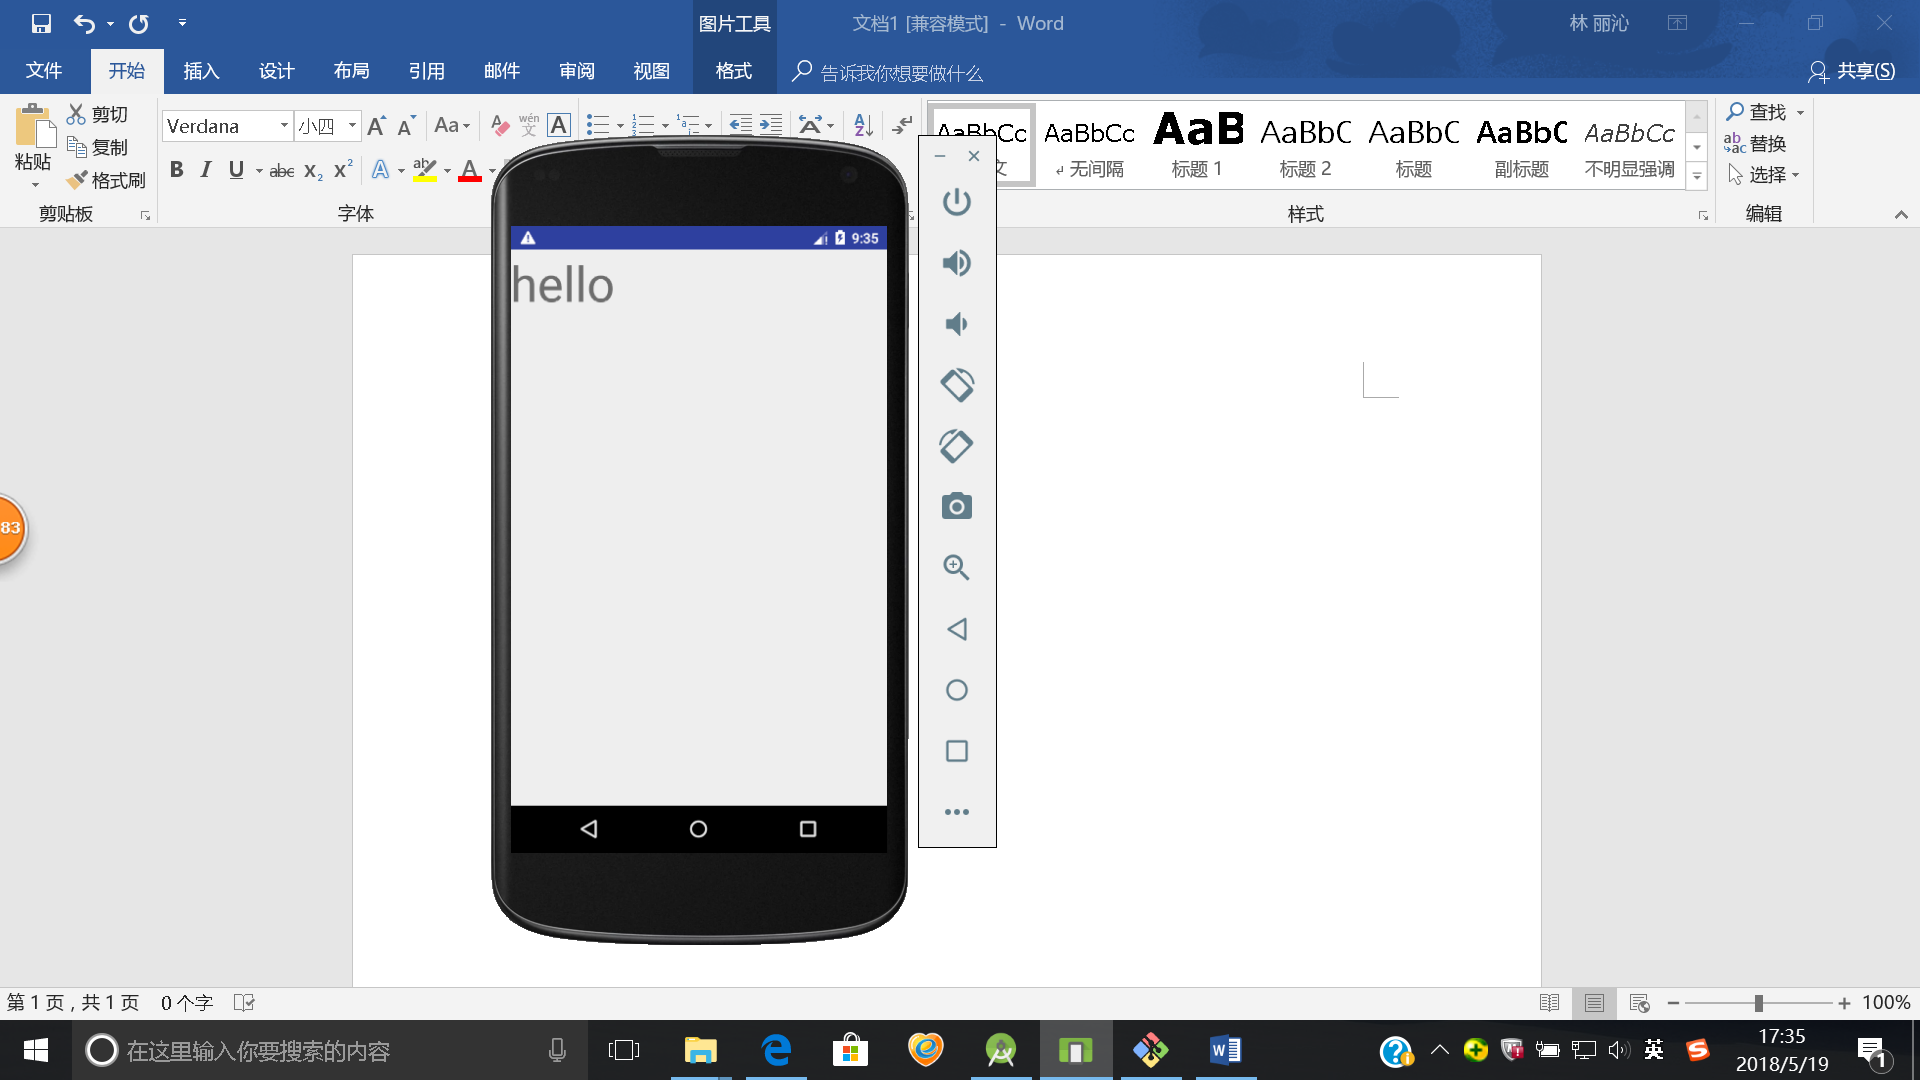 图片工具
文档1 [兼容模式] - Word
林 丽沁
文件 开始 插入 设计 布局 引用 邮件 审阅 视图 格式 告诉我你想要做什么 共享(S)
粘贴
剪切
复制
格式刷
剪贴板
Verdana 小四 A A Aa wén 文 A
B I U abc X₂ X² A ab A
字体
AaBbCc AaBbCc AaB AaBbC AaBbC AaBbC AaBbCc
文 无间隔 标题 1 标题 2 标题 副标题 不明显强调
样式
查找
替换
选择
编辑
9:35
hello
83
第 1 页，共 1 页 0 个字
100%
在这里输入你要搜索的内容
英
17:35
2018/5/19
1